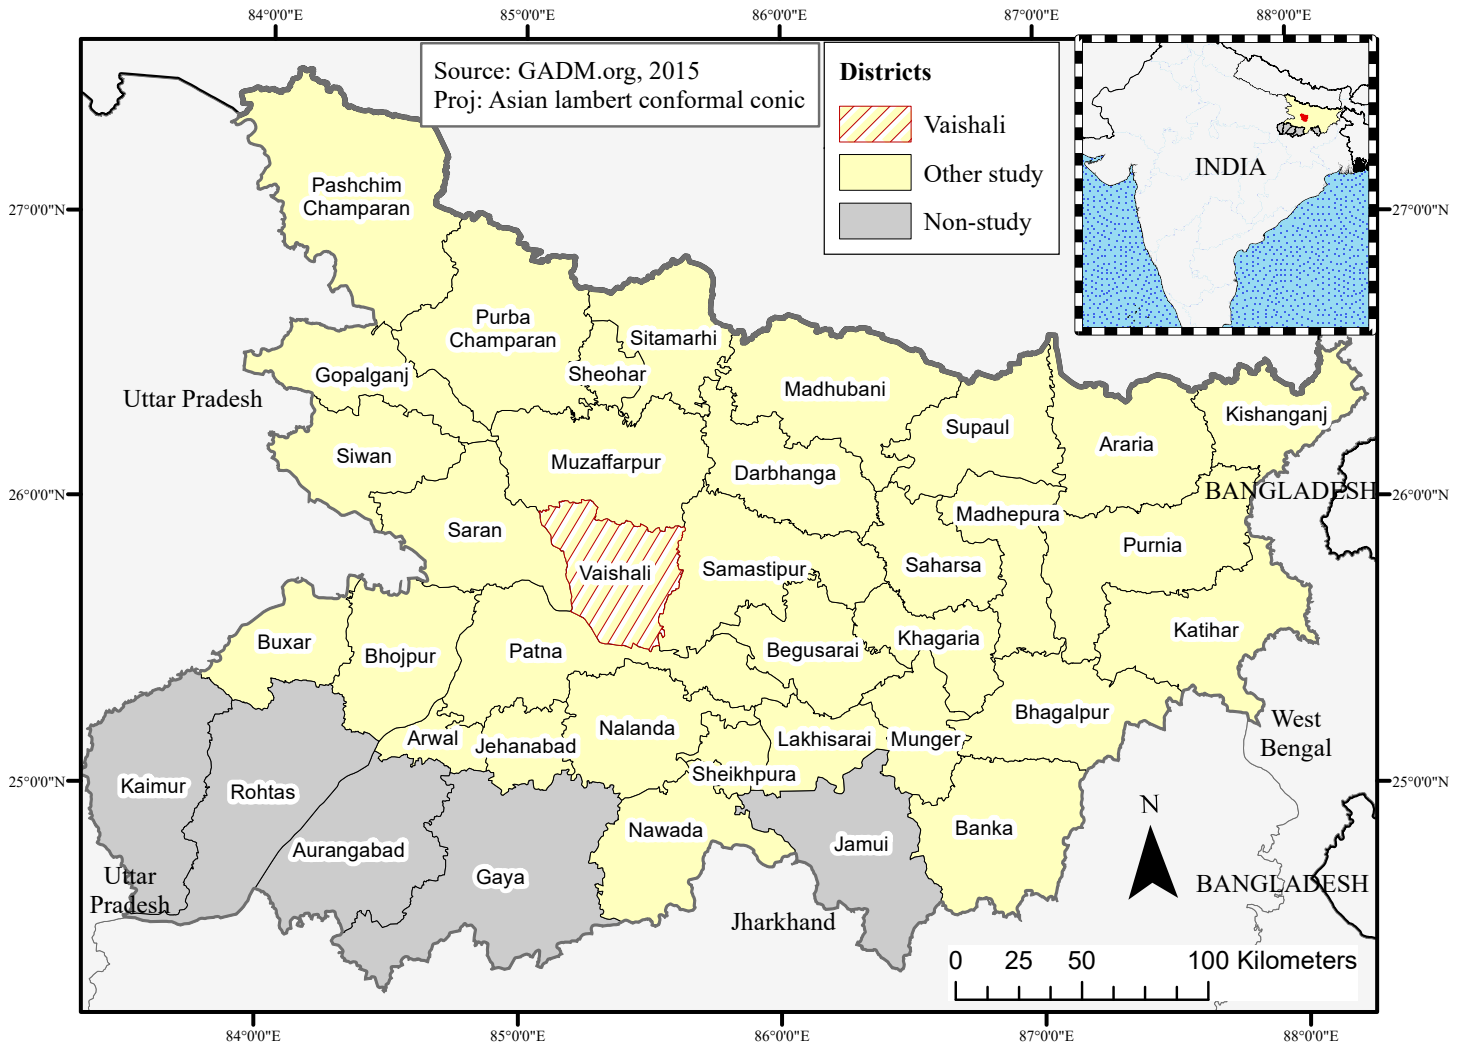 84°0'0"E
85°0'0"E
86°0'0"E
87°0'0"E
88°0'0"E
Source: GADM.org, 2015
Proj: Asian lambert conformal conic
Districts
Vaishali
Other study
Non-study
INDIA
27°0'0"N
27°0'0"N
Pashchim
Champaran
Purba
Champaran
Sitamarhi
Sheohar
Gopalganj
Madhubani
Uttar Pradesh
Kishanganj
Supaul
Araria
Siwan
Muzaffarpur
Darbhanga
26°0'0"N
BANGLADESH
26°0'0"N
Madhepura
Saran
Purnia
Vaishali
Samastipur
Saharsa
Katihar
Buxar
Bhojpur
Patna
Begusarai
Khagaria
Bhagalpur
West
Bengal
Nalanda
Arwal
Jehanabad
Lakhisarai
Munger
Sheikhpura
25°0'0"N
25°0'0"N
Kaimur
Rohtas
N
Nawada
Banka
Aurangabad
Jamui
Gaya
Uttar
Pradesh
BANGLADESH
Jharkhand
0 25 50 100 Kilometers
84°0'0"E
85°0'0"E
86°0'0"E
87°0'0"E
88°0'0"E